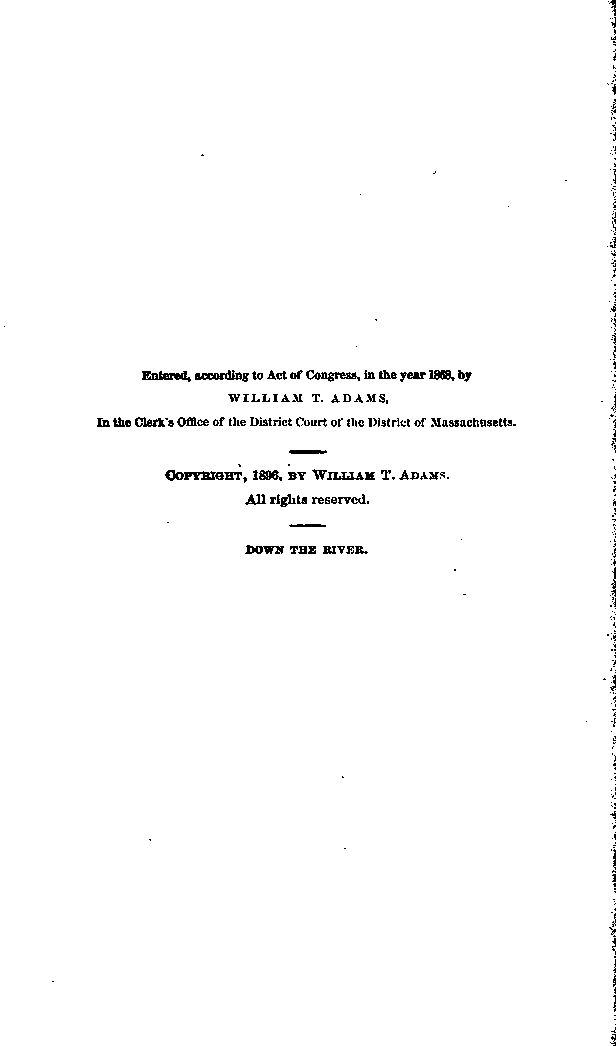 Entered, according to Act of Congress, in the year 1868, by
WILLIAM T. ADAMS,
In the Clerk's Office of the District Court of the District of Massachusetts.
COPYRIGHT, 1896, BY WILLIAM T. ADAMS.
All rights reserved.
DOWN THE RIVER.